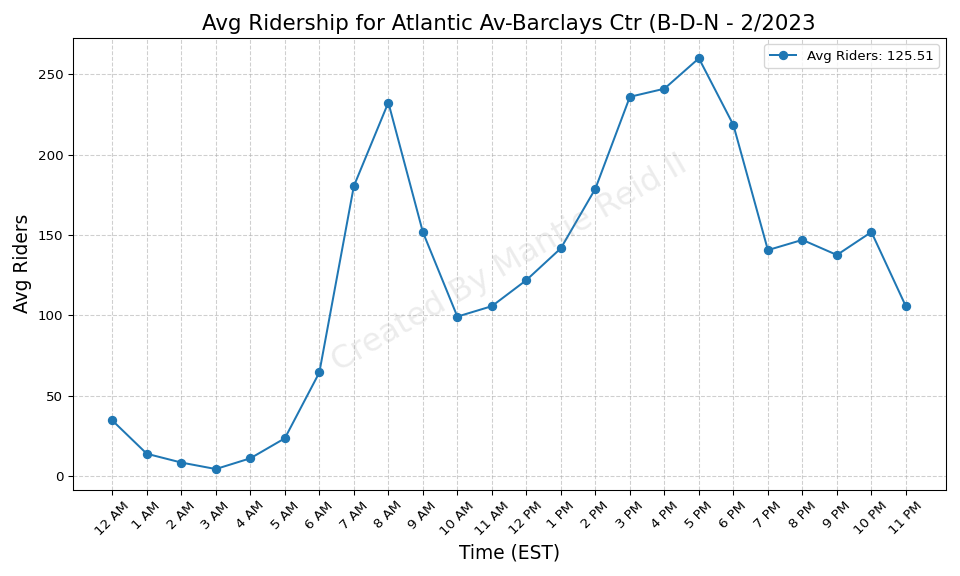 Avg Ridership for Atlantic Av-Barclays Ctr (B-D-N - 2/2023
Avg Riders: 125.51
Avg Riders
250
200
150
100
50
0
Created By Mantie Reid II
12 AM
1 AM
2 AM
3 AM
4 AM
5 AM
6 AM
7 AM
8 AM
9 AM
10 AM
11 AM
12 PM
1 PM
2 PM
3 PM
4 PM
5 PM
6 PM
7 PM
8 PM
9 PM
10 PM
11 PM
Time (EST)